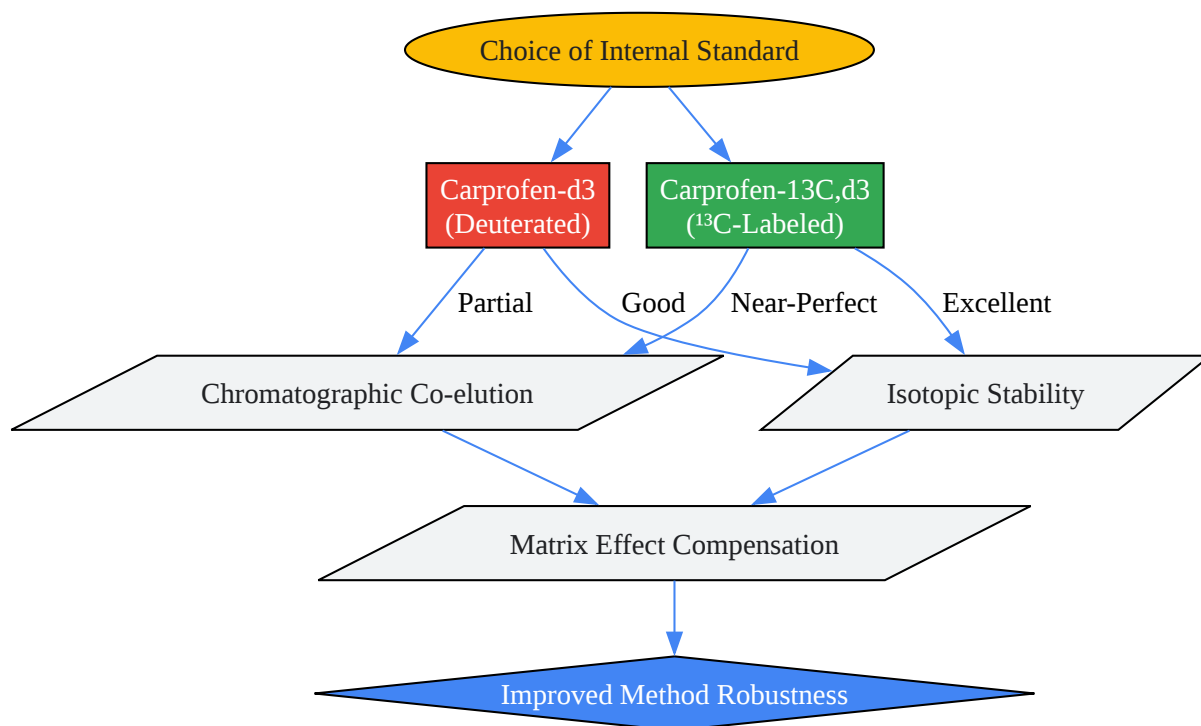 Choice of Internal Standard
Carprofen-d3
(Deuterated)
Carprofen-13C,d3
(¹³C-Labeled)
Partial
Good
Near-Perfect
Excellent
Chromatographic Co-elution
Isotopic Stability
Matrix Effect Compensation
Improved Method Robustness